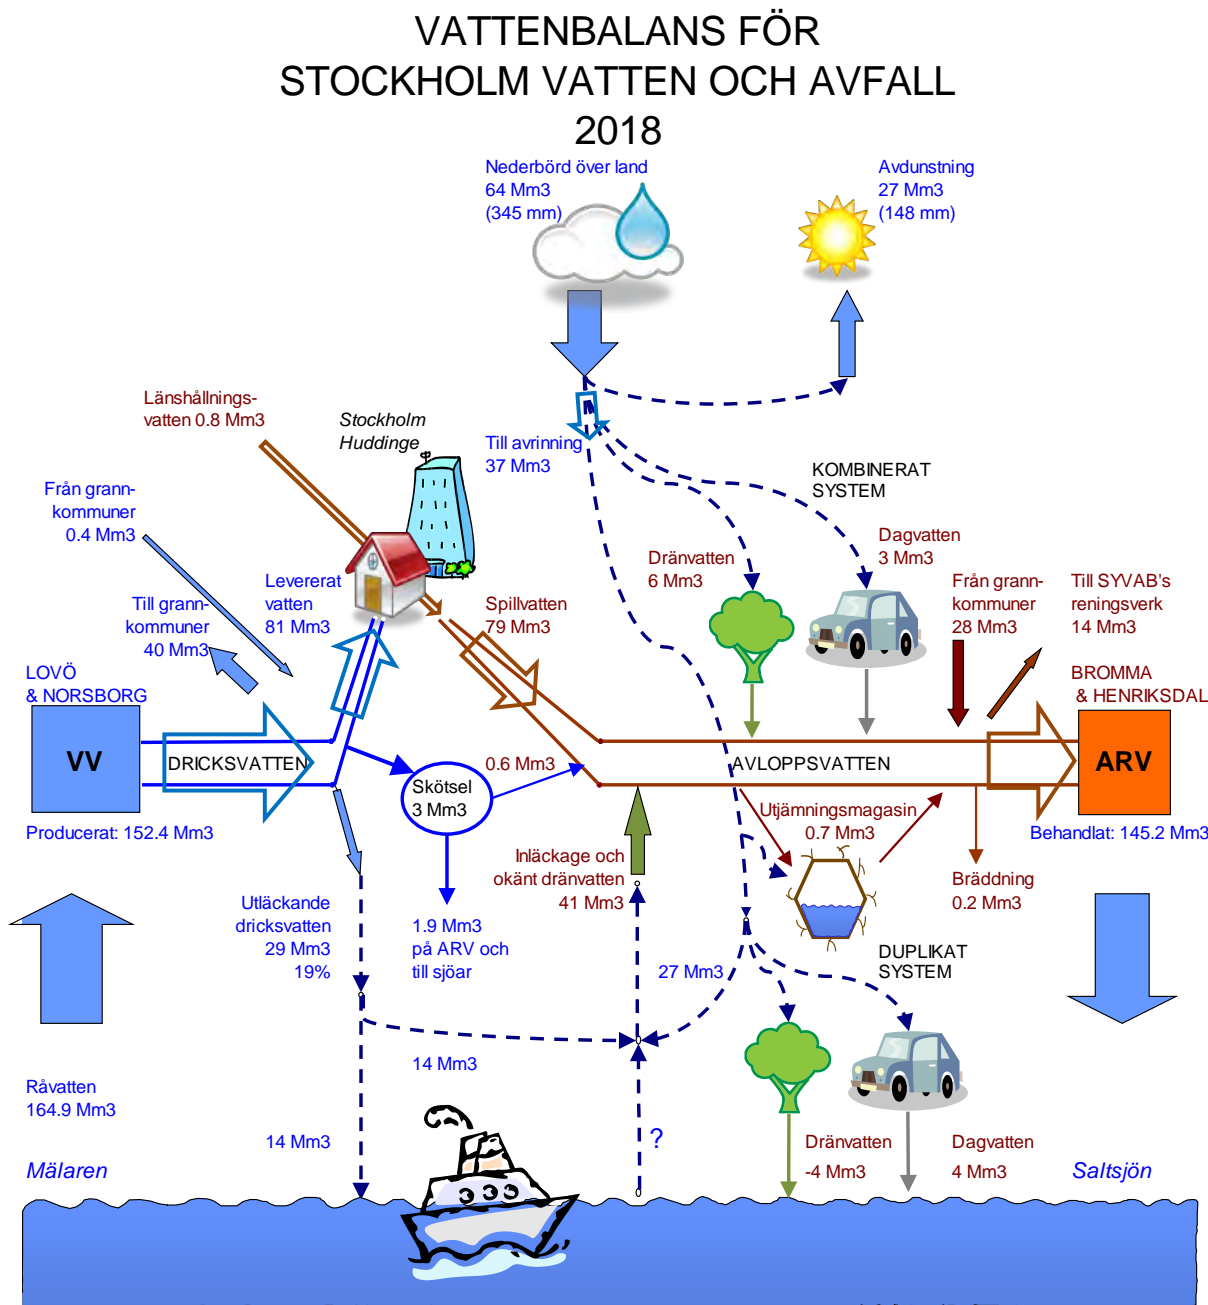 VATTENBALANS FÖR
STOCKHOLM VATTEN OCH AVFALL
2018
Nederbörd över land
64 Mm3
(345 mm)
Avdunstning
27 Mm3
(148 mm)
Länshållnings-
vatten 0.8 Mm3
Stockholm
Huddinge
Till avrinning
37 Mm3
KOMBINERAT
SYSTEM
Från grann-
kommuner
0.4 Mm3
Dränvatten
6 Mm3
Dagvatten
3 Mm3
Till grann-
kommuner
40 Mm3
Levererat
vatten
81 Mm3
Spillvatten
79 Mm3
Från grann-
kommuner
28 Mm3
Till SYVAB's
reningsverk
14 Mm3
LOVÖ
& NORSBORG
BROMMA
& HENRIKSDAL
VV
DRICKSVATTEN
Skötsel
3 Mm3
0.6 Mm3
AVLOPPSVATTEN
ARV
Producerat: 152.4 Mm3
Utjämningsmagasin
0.7 Mm3
Behandlat: 145.2 Mm3
Inläckage och
okänt dränvatten
41 Mm3
Bräddning
0.2 Mm3
Utläckande
dricksvatten
29 Mm3
19%
1.9 Mm3
på ARV och
till sjöar
27 Mm3
DUPLIKAT
SYSTEM
14 Mm3
Råvatten
164.9 Mm3
14 Mm3
?
Dränvatten
-4 Mm3
Dagvatten
4 Mm3
Mälaren
Saltsjön